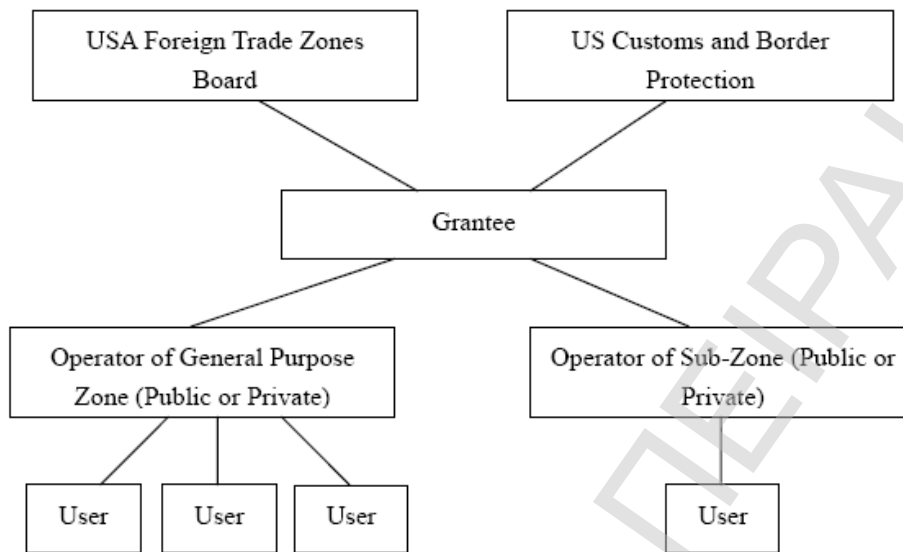 USA Foreign Trade Zones
Board
US Customs and Border
Protection
Grantee
Operator of General Purpose
Zone (Public or Private)
Operator of Sub-Zone (Public or
Private)
User
User
User
User
ΠΕΙΡΑΙ